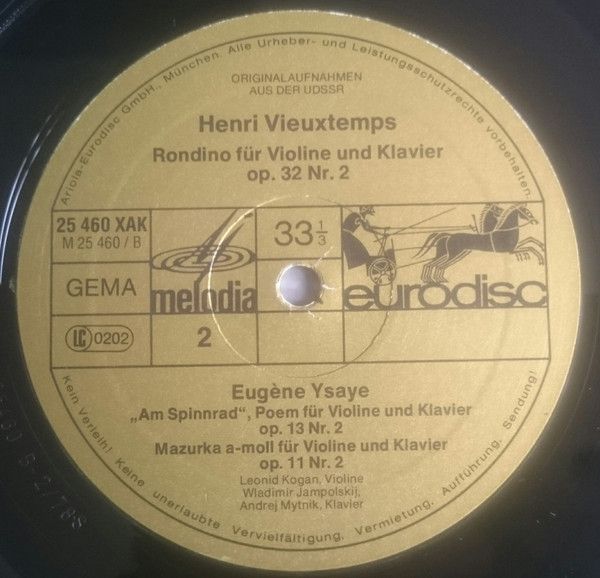 Ariola-Eurodisc GmbH., München. Alle Urheber- und Leistungsschutzrechte vorbehalten.
ORIGINALAUFNAHMEN
AUS DER UDSSR
Henri Vieuxtemps
Rondino für Violine und Klavier
op. 32 Nr. 2
25 460 XAK
M 25 460 / B
33 1/3
GEMA
melodia
eurodisc
LC 0202
2
Eugène Ysaye
„Am Spinnrad“, Poem für Violine und Klavier
op. 13 Nr. 2
Mazurka a-moll für Violine und Klavier
op. 11 Nr. 2
Leonid Kogan, Violine
Wladimir Jampolskij,
Andrej Mytnik, Klavier
Kein Verleih! Keine unerlaubte Vervielfältigung, Vermietung, Aufführung, Sendung!